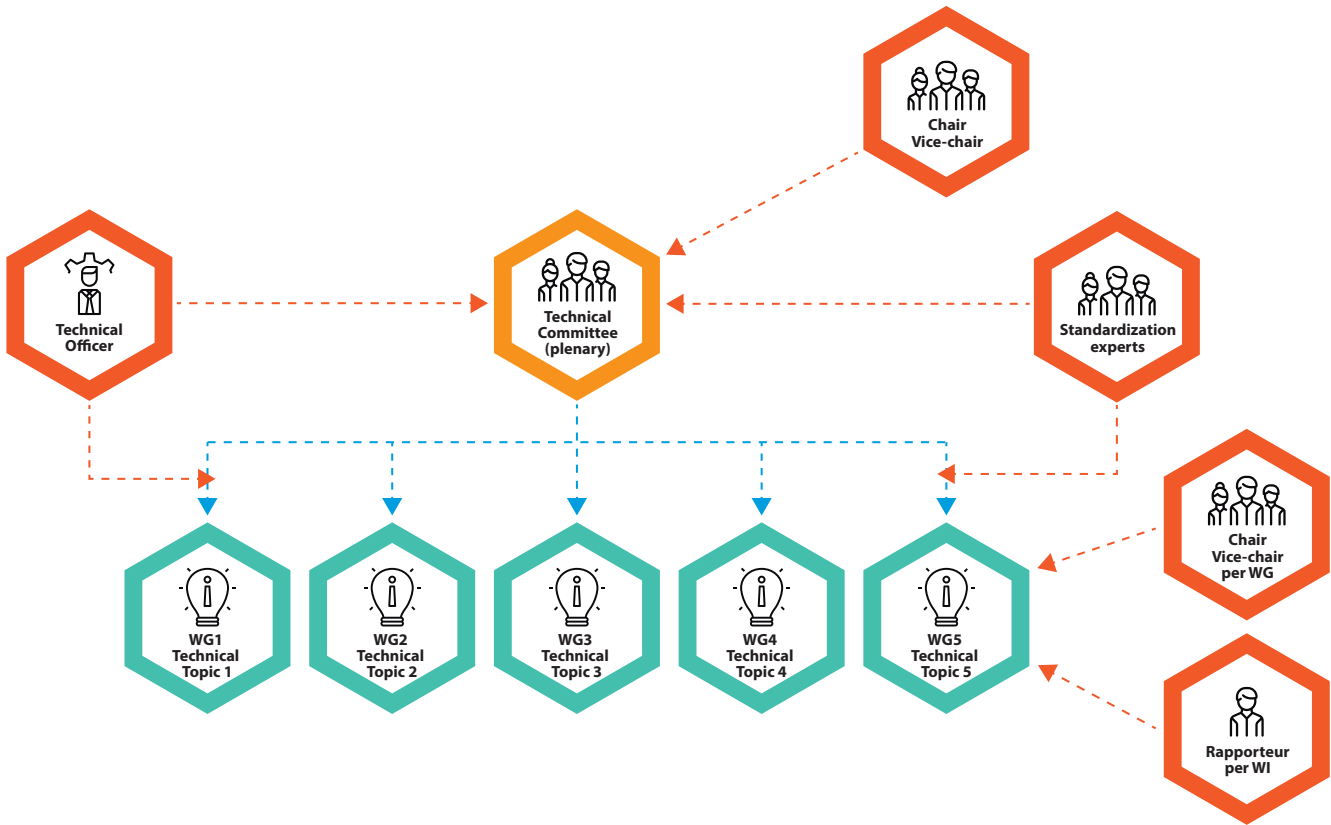 Chair
Vice-chair
Technical
Officer
Technical
Committee
(plenary)
Standardization
experts
Chair
Vice-chair
per WG
WG1
Technical
Topic 1
WG2
Technical
Topic 2
WG3
Technical
Topic 3
WG4
Technical
Topic 4
WG5
Technical
Topic 5
Rapporteur
per WI